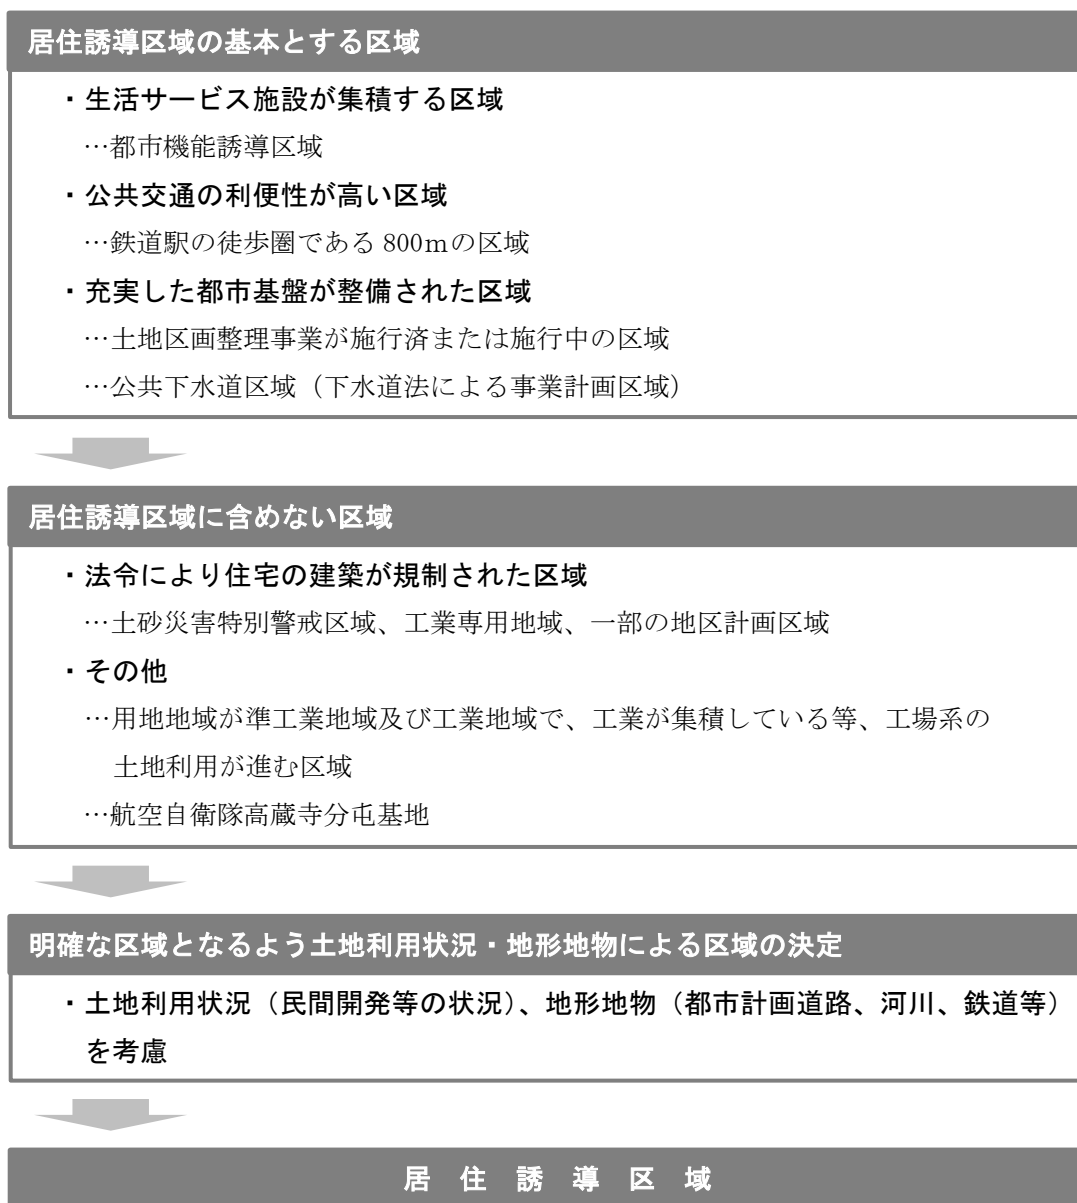 居住誘導区域の基本とする区域
・生活サービス施設が集積する区域
…都市機能誘導区域
・公共交通の利便性が高い区域
…鉄道駅の徒歩圏である 800ｍの区域
・充実した都市基盤が整備された区域
…土地区画整理事業が施行済または施行中の区域
…公共下水道区域（下水道法による事業計画区域）
居住誘導区域に含めない区域
・法令により住宅の建築が規制された区域
…土砂災害特別警戒区域、工業専用地域、一部の地区計画区域
・その他
…用地地域が準工業地域及び工業地域で、工業が集積している等、工場系の
土地利用が進む区域
…航空自衛隊高蔵寺分屯基地
明確な区域となるよう土地利用状況・地形地物による区域の決定
・土地利用状況（民間開発等の状況）、地形地物（都市計画道路、河川、鉄道等）
を考慮
居 住 誘 導 区 域